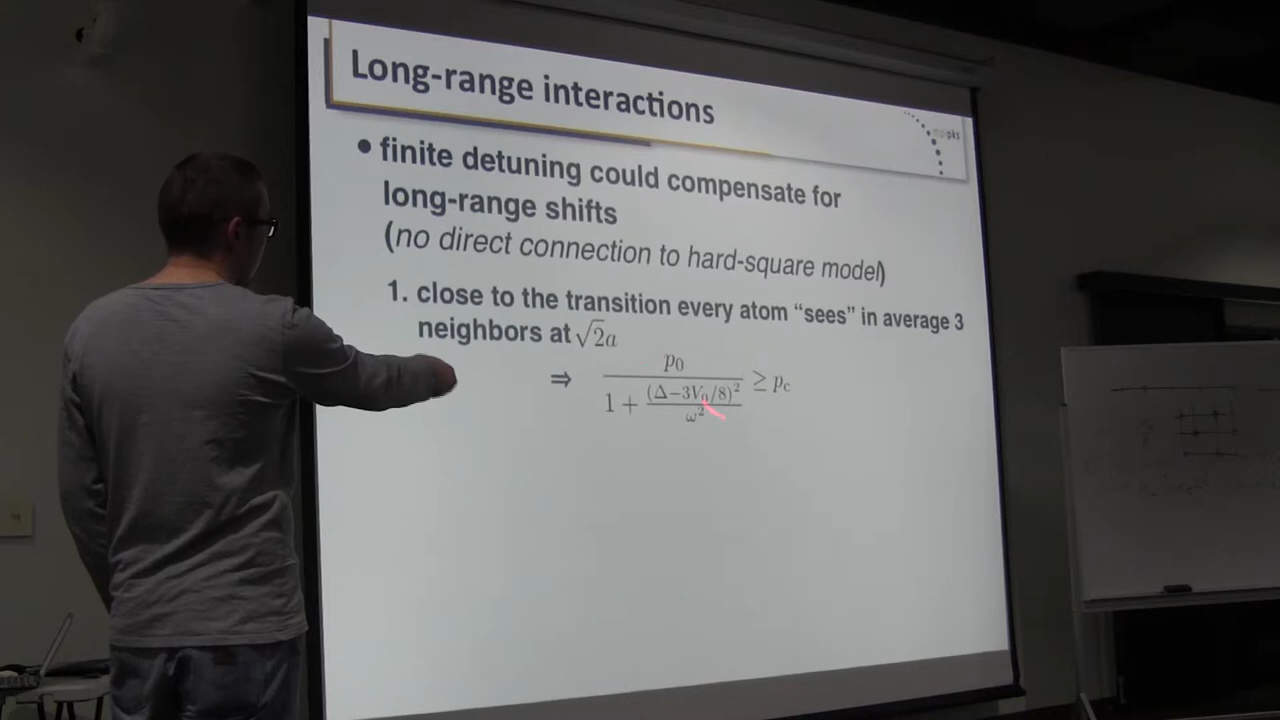 Long-range interactions
pks
• finite detuning could compensate for
long-range shifts
(no direct connection to hard-square model)
1. close to the transition every atom “sees” in average 3
neighbors at √2a
⇒ p₀ / (1 + (Δ−3V₀/8)² / ω²) ≥ p_c